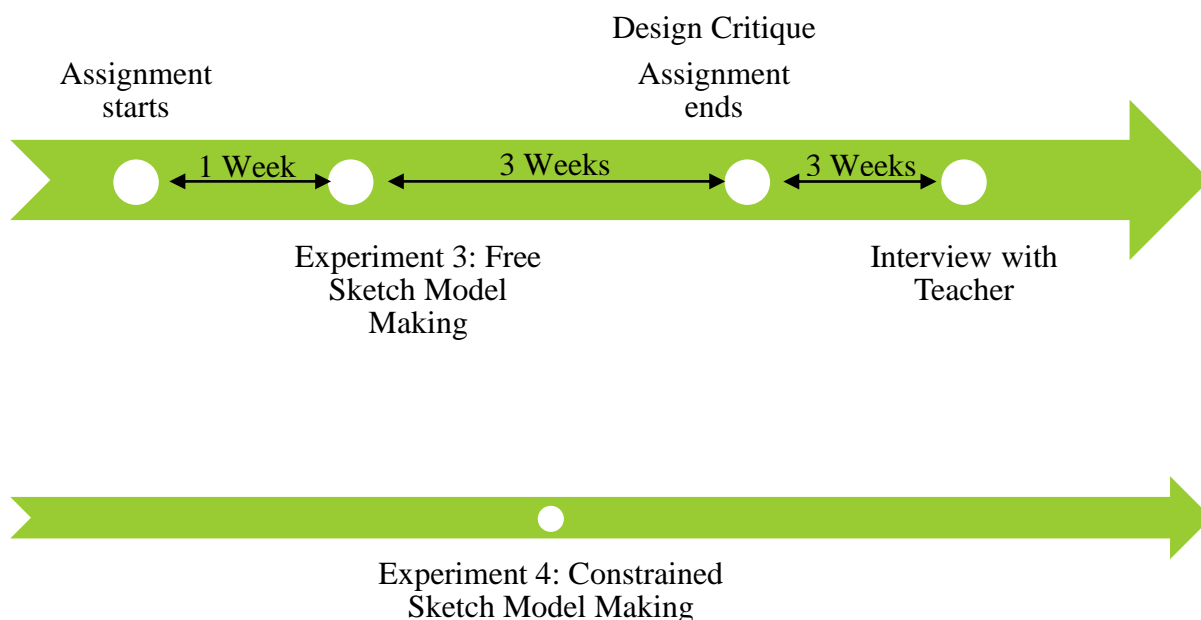 Design Critique
Assignment
starts
Assignment
ends
1 Week
3 Weeks
3 Weeks
Experiment 3: Free
Sketch Model
Making
Interview with
Teacher
Experiment 4: Constrained
Sketch Model Making